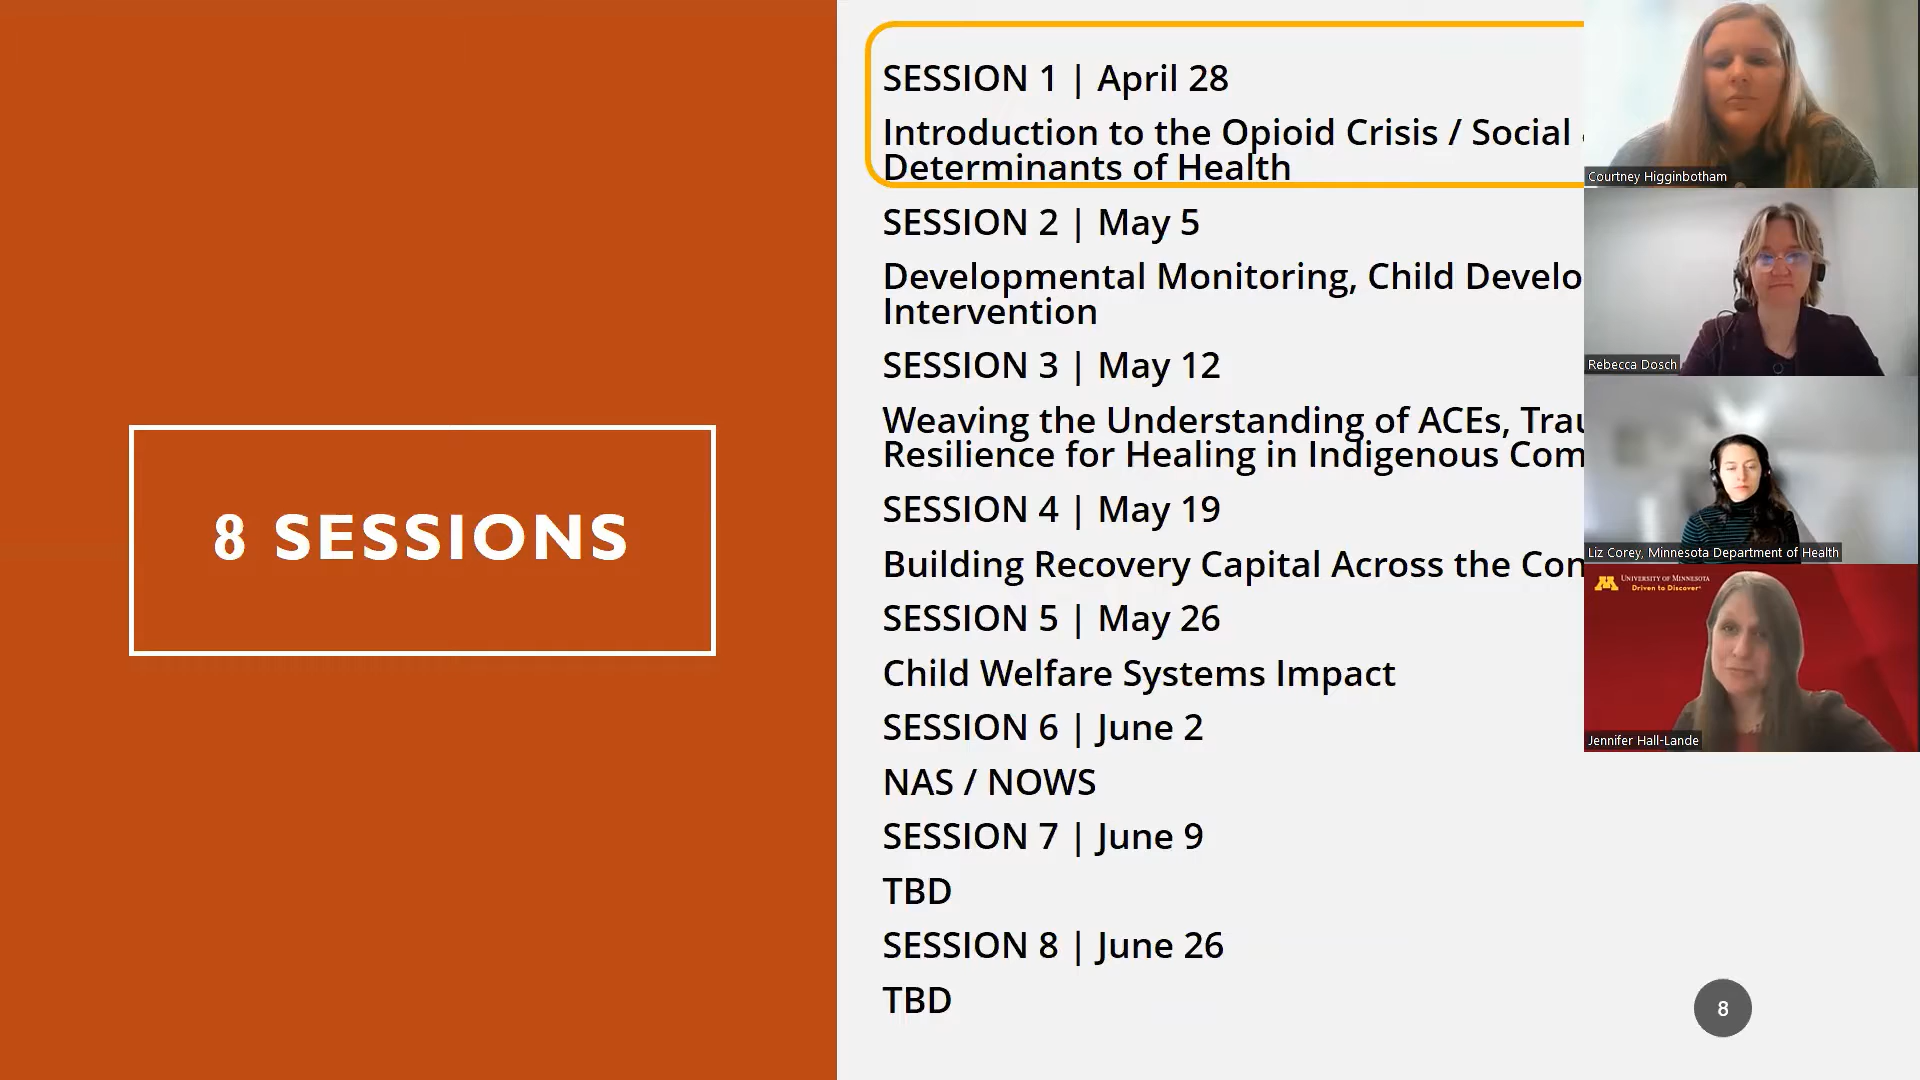 8 SESSIONS
SESSION 1 | April 28
Introduction to the Opioid Crisis / Social
Determinants of Health
SESSION 2 | May 5
Developmental Monitoring, Child Develo
Intervention
SESSION 3 | May 12
Weaving the Understanding of ACEs, Trau
Resilience for Healing in Indigenous Com
SESSION 4 | May 19
Building Recovery Capital Across the Con
SESSION 5 | May 26
Child Welfare Systems Impact
SESSION 6 | June 2
NAS / NOWS
SESSION 7 | June 9
TBD
SESSION 8 | June 26
TBD
8
Courtney Higginbotham
Rebecca Dosch
Liz Corey, Minnesota Department of Health
UNIVERSITY OF MINNESOTA
Driven to Discover
Jennifer Hall-Lande